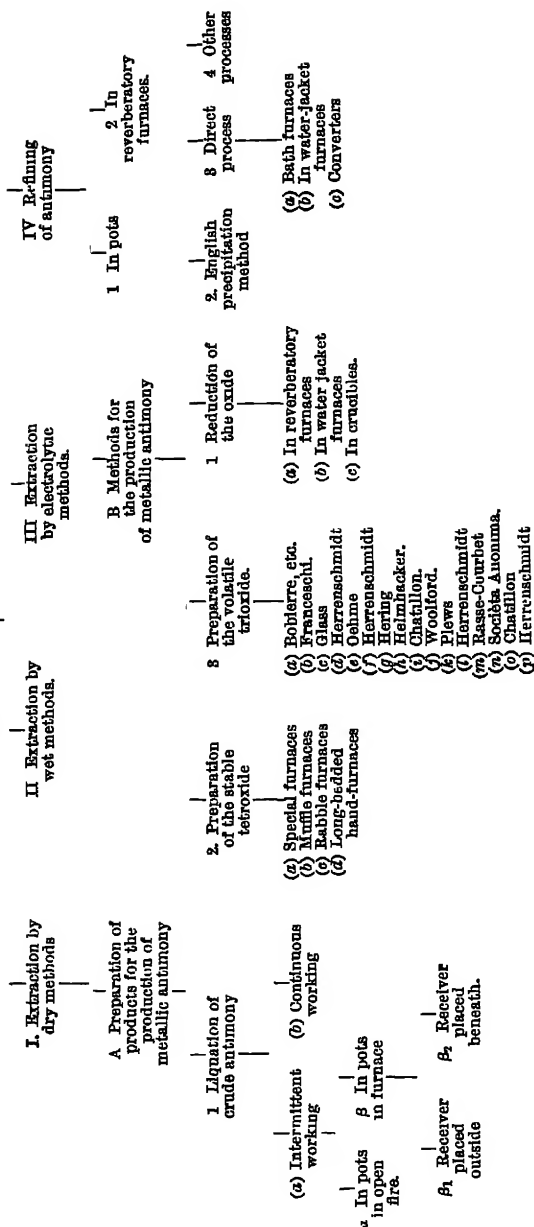 I. Extraction by
dry methods
II Extraction by
wet methods.
III Extraction
by electrolytic
methods.
IV Refining
of antimony
A Preparation of
products for the
production of
metallic antimony
B Methods for
the production
of metallic antimony
1 In pots
2 In
reverberatory
furnaces.
1 Liquation of
crude antimony
2. Preparation
of the stable
tetroxide
3 Preparation of
the volatile
trioxide.
1 Reduction of
the oxide
2. English
precipitation
method
3 Direct
process
4 Other
processes
(a) Intermittent
working
(b) Continuous
working
(a) Special furnaces
(b) Muffle furnaces
(c) Rabble furnaces
(d) Long-bedded
hand-furnaces
(a) Bobierre, etc.
(b) Franceschi.
(c) Glass
(d) Herrenschmidt
(e) Oehme
(f) Herrenschmidt
(g) Hering
(h) Helmhacker.
(i) Chatillon.
(j) Woolford.
(k) Plews
(l) Herrenschmidt
(m) Rasse-Courbet
(n) Società Anonima.
(o) Chatillon
(p) Herrenschmidt
(a) In reverberatory
furnaces
(b) In water jacket
furnaces
(c) In crucibles.
(a) Bath furnaces
(b) In water-jacket
furnaces
(c) Converters
α In pots
in open
fire.
β In pots
in furnace
β1 Receiver
placed
outside
β2 Receiver
placed
beneath.